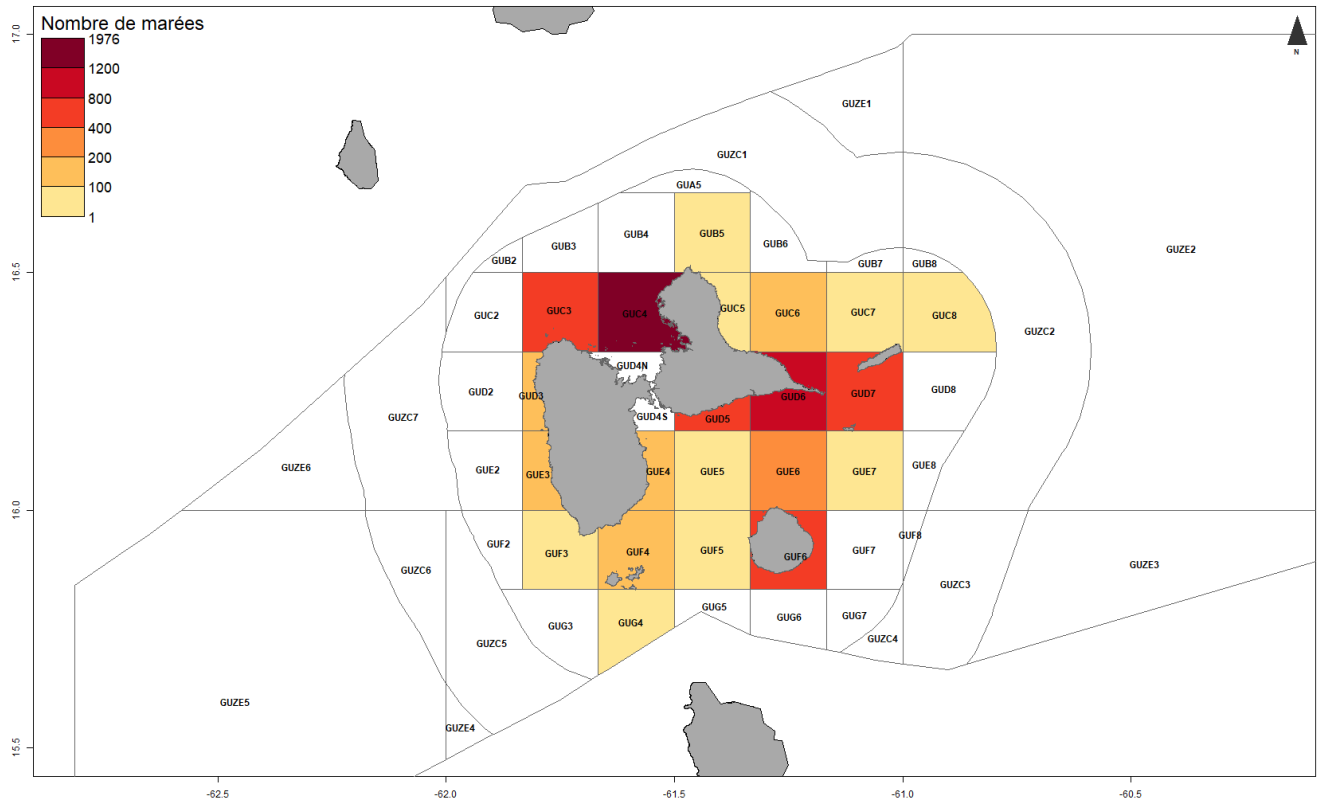 Nombre de marées
1976
1200
800
400
200
100
1
N
17.0
16.5
16.0
15.5
-62.5
-62.0
-61.5
-61.0
-60.5
GUZE1
GUZC1
GUA5
GUB2
GUB3
GUB4
GUB5
GUB6
GUB7
GUB8
GUZE2
GUC2
GUC3
GUC4
GUC5
GUC6
GUC7
GUC8
GUZC2
GUD2
GUD3
GUD4N
GUD4S
GUD5
GUD6
GUD7
GUD8
GUZC7
GUZE6
GUE2
GUE3
GUE4
GUE5
GUE6
GUE7
GUE8
GUF2
GUF3
GUF4
GUF5
GUF6
GUF7
GUF8
GUZC6
GUZC3
GUZE3
GUG3
GUG4
GUG5
GUG6
GUG7
GUZC4
GUZC5
GUZE5
GUZE4